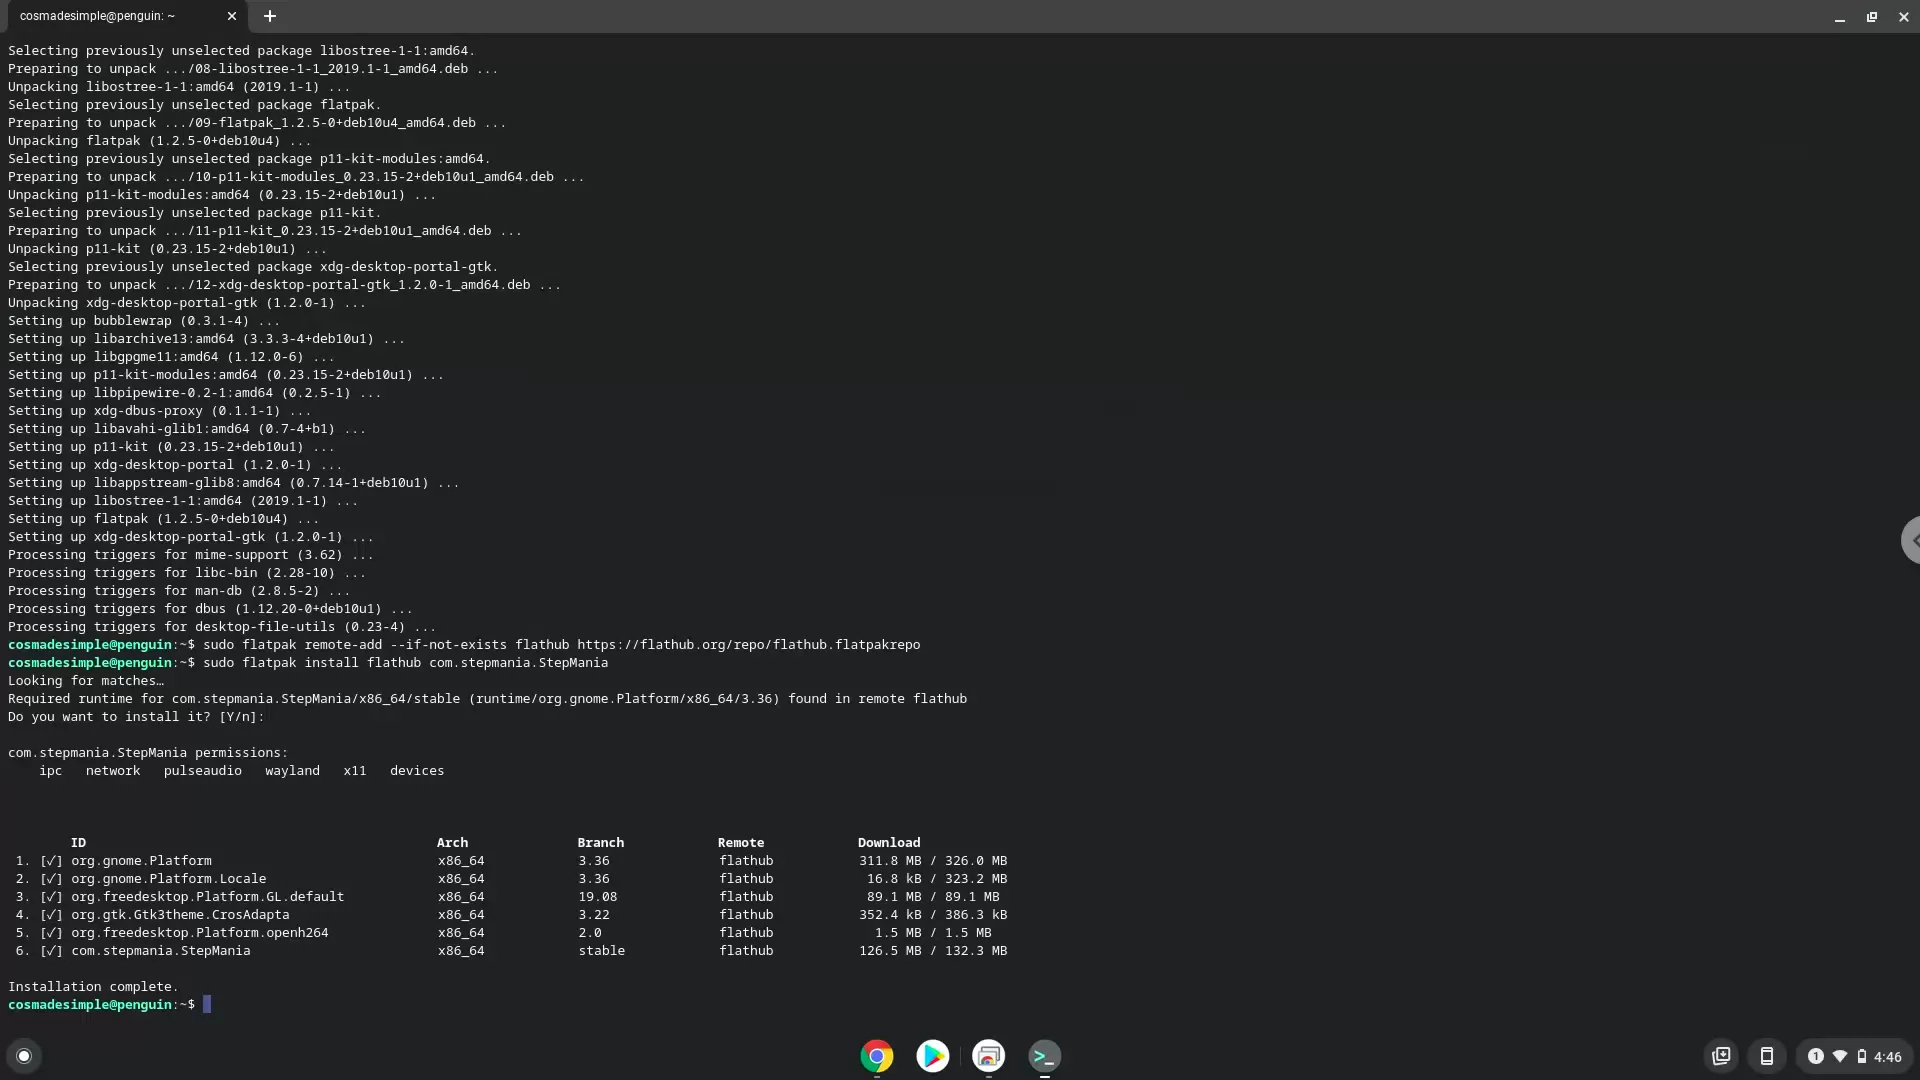 cosmadesimple@penguin: ~
Selecting previously unselected package libostree-1-1:amd64.
Preparing to unpack .../08-libostree-1-1_2019.1-1_amd64.deb ...
Unpacking libostree-1-1:amd64 (2019.1-1) ...
Selecting previously unselected package flatpak.
Preparing to unpack .../09-flatpak_1.2.5-0+deb10u4_amd64.deb ...
Unpacking flatpak (1.2.5-0+deb10u4) ...
Selecting previously unselected package p11-kit-modules:amd64.
Preparing to unpack .../10-p11-kit-modules_0.23.15-2+deb10u1_amd64.deb ...
Unpacking p11-kit-modules:amd64 (0.23.15-2+deb10u1) ...
Selecting previously unselected package p11-kit.
Preparing to unpack .../11-p11-kit_0.23.15-2+deb10u1_amd64.deb ...
Unpacking p11-kit (0.23.15-2+deb10u1) ...
Selecting previously unselected package xdg-desktop-portal-gtk.
Preparing to unpack .../12-xdg-desktop-portal-gtk_1.2.0-1_amd64.deb ...
Unpacking xdg-desktop-portal-gtk (1.2.0-1) ...
Setting up bubblewrap (0.3.1-4) ...
Setting up libarchive13:amd64 (3.3.3-4+deb10u1) ...
Setting up libgpgme11:amd64 (1.12.0-6) ...
Setting up p11-kit-modules:amd64 (0.23.15-2+deb10u1) ...
Setting up libpipewire-0.2-1:amd64 (0.2.5-1) ...
Setting up xdg-dbus-proxy (0.1.1-1) ...
Setting up libavahi-glib1:amd64 (0.7-4+b1) ...
Setting up p11-kit (0.23.15-2+deb10u1) ...
Setting up xdg-desktop-portal (1.2.0-1) ...
Setting up libappstream-glib8:amd64 (0.7.14-1+deb10u1) ...
Setting up libostree-1-1:amd64 (2019.1-1) ...
Setting up flatpak (1.2.5-0+deb10u4) ...
Setting up xdg-desktop-portal-gtk (1.2.0-1) ...
Processing triggers for mime-support (3.62) ...
Processing triggers for libc-bin (2.28-10) ...
Processing triggers for man-db (2.8.5-2) ...
Processing triggers for dbus (1.12.20-0+deb10u1) ...
Processing triggers for desktop-file-utils (0.23-4) ...
cosmadesimple@penguin:~$ sudo flatpak remote-add --if-not-exists flathub https://flathub.org/repo/flathub.flatpakrepo
cosmadesimple@penguin:~$ sudo flatpak install flathub com.stepmania.StepMania
Looking for matches…
Required runtime for com.stepmania.StepMania/x86_64/stable (runtime/org.gnome.Platform/x86_64/3.36) found in remote flathub
Do you want to install it? [Y/n]:
com.stepmania.StepMania permissions:
ipc network pulseaudio wayland x11 devices
ID Arch Branch Remote Download
1. [✓] org.gnome.Platform x86_64 3.36 flathub 311.8 MB / 326.0 MB
2. [✓] org.gnome.Platform.Locale x86_64 3.36 flathub 16.8 kB / 323.2 MB
3. [✓] org.freedesktop.Platform.GL.default x86_64 19.08 flathub 89.1 MB / 89.1 MB
4. [✓] org.gtk.Gtk3theme.CrosAdapta x86_64 3.22 flathub 352.4 kB / 386.3 kB
5. [✓] org.freedesktop.Platform.openh264 x86_64 2.0 flathub 1.5 MB / 1.5 MB
6. [✓] com.stepmania.StepMania x86_64 stable flathub 126.5 MB / 132.3 MB
Installation complete.
cosmadesimple@penguin:~$
1 4:46